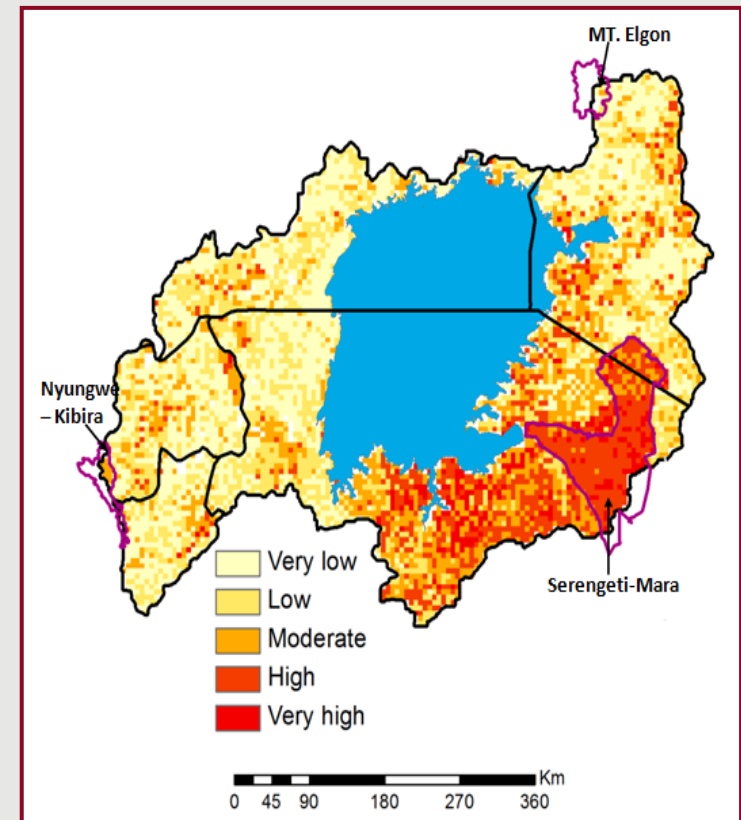 MT. Elgon
Nyungwe
– Kibira
Serengeti-Mara
Very low
Low
Moderate
High
Very high
Km
0 45 90 180 270 360